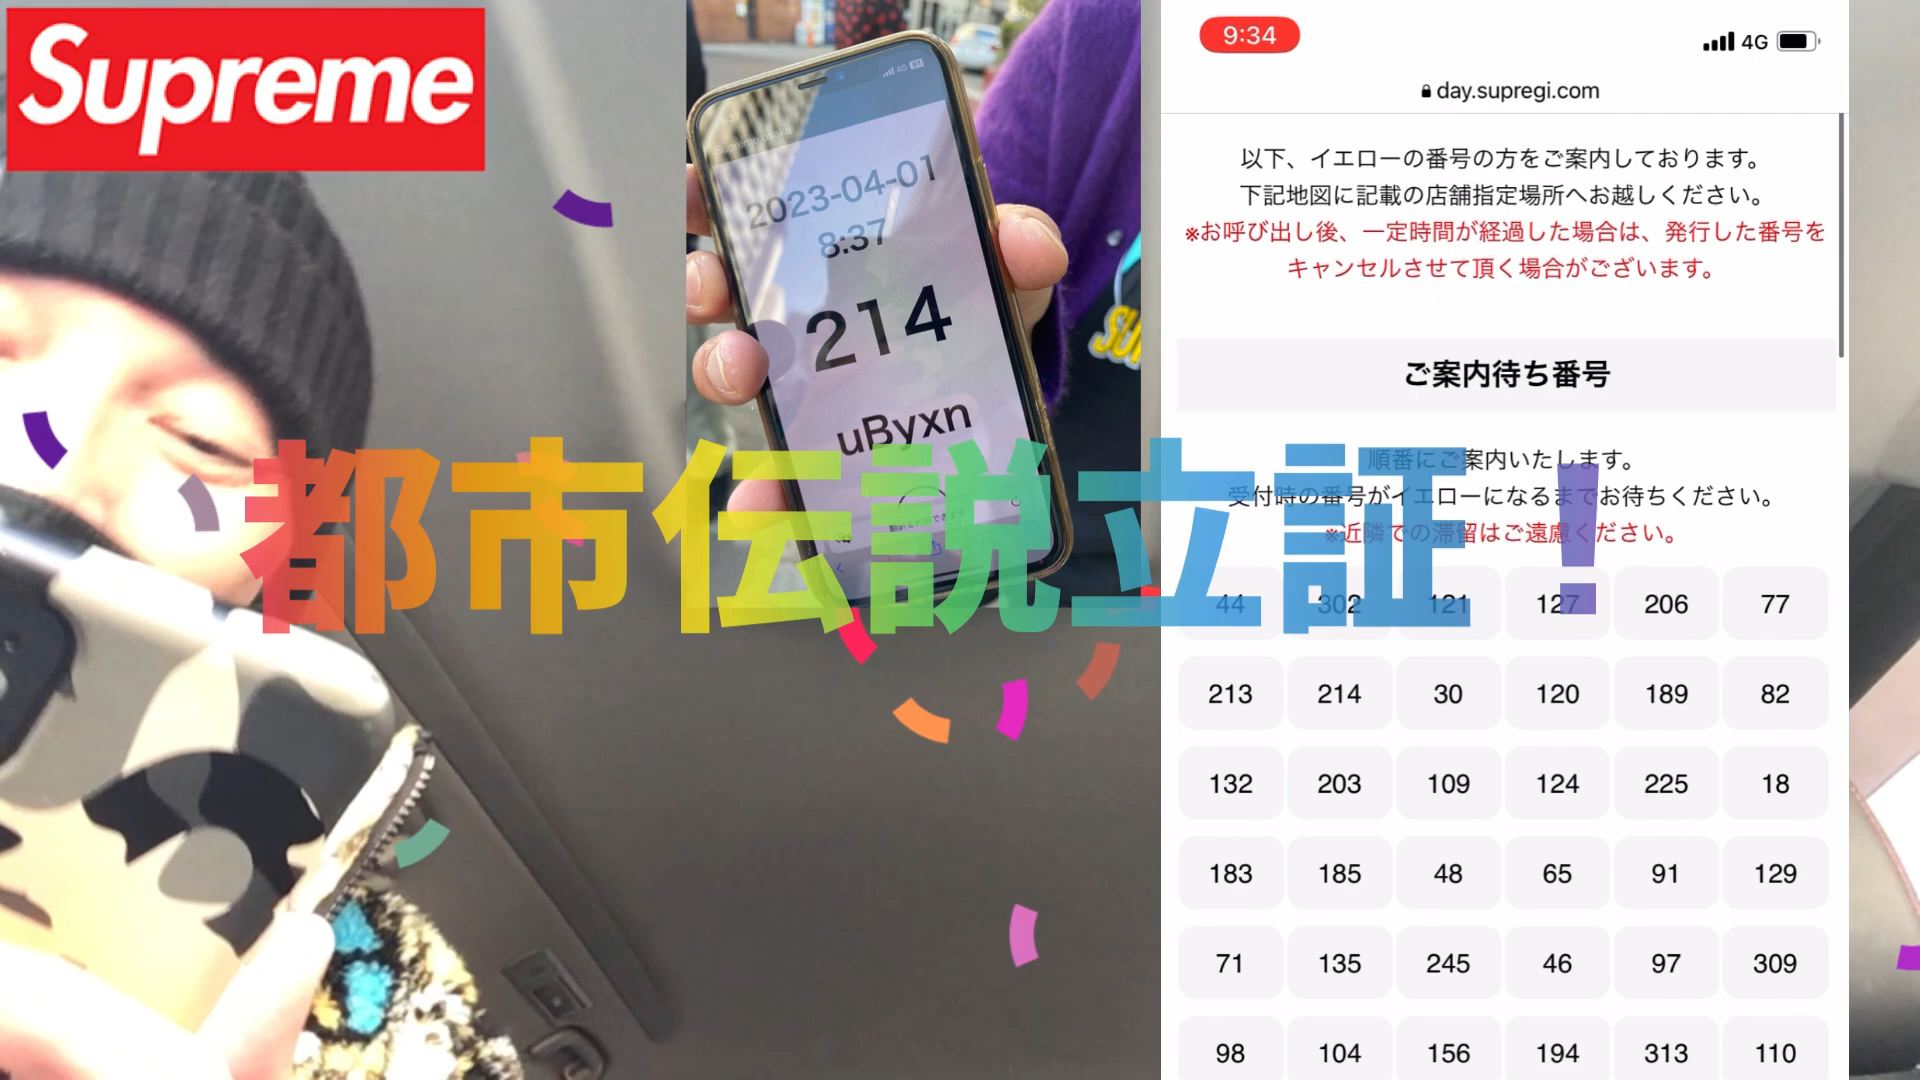 Supreme
2023-04-01
8:37
214
uByxn
都市伝説立証！
9:34
4G
day.supregi.com
以下、イエローの番号の方をご案内しております。
下記地図に記載の店舗指定場所へお越しください。
※お呼び出し後、一定時間が経過した場合は、発行した番号を
キャンセルさせて頂く場合がございます。
ご案内待ち番号
順番にご案内いたします。
受付時の番号がイエローになるまでお待ちください。
※近隣での滞留はご遠慮ください。
44 302 121 127 206 77
213 214 30 120 189 82
132 203 109 124 225 18
183 185 48 65 91 129
71 135 245 46 97 309
98 104 156 194 313 110